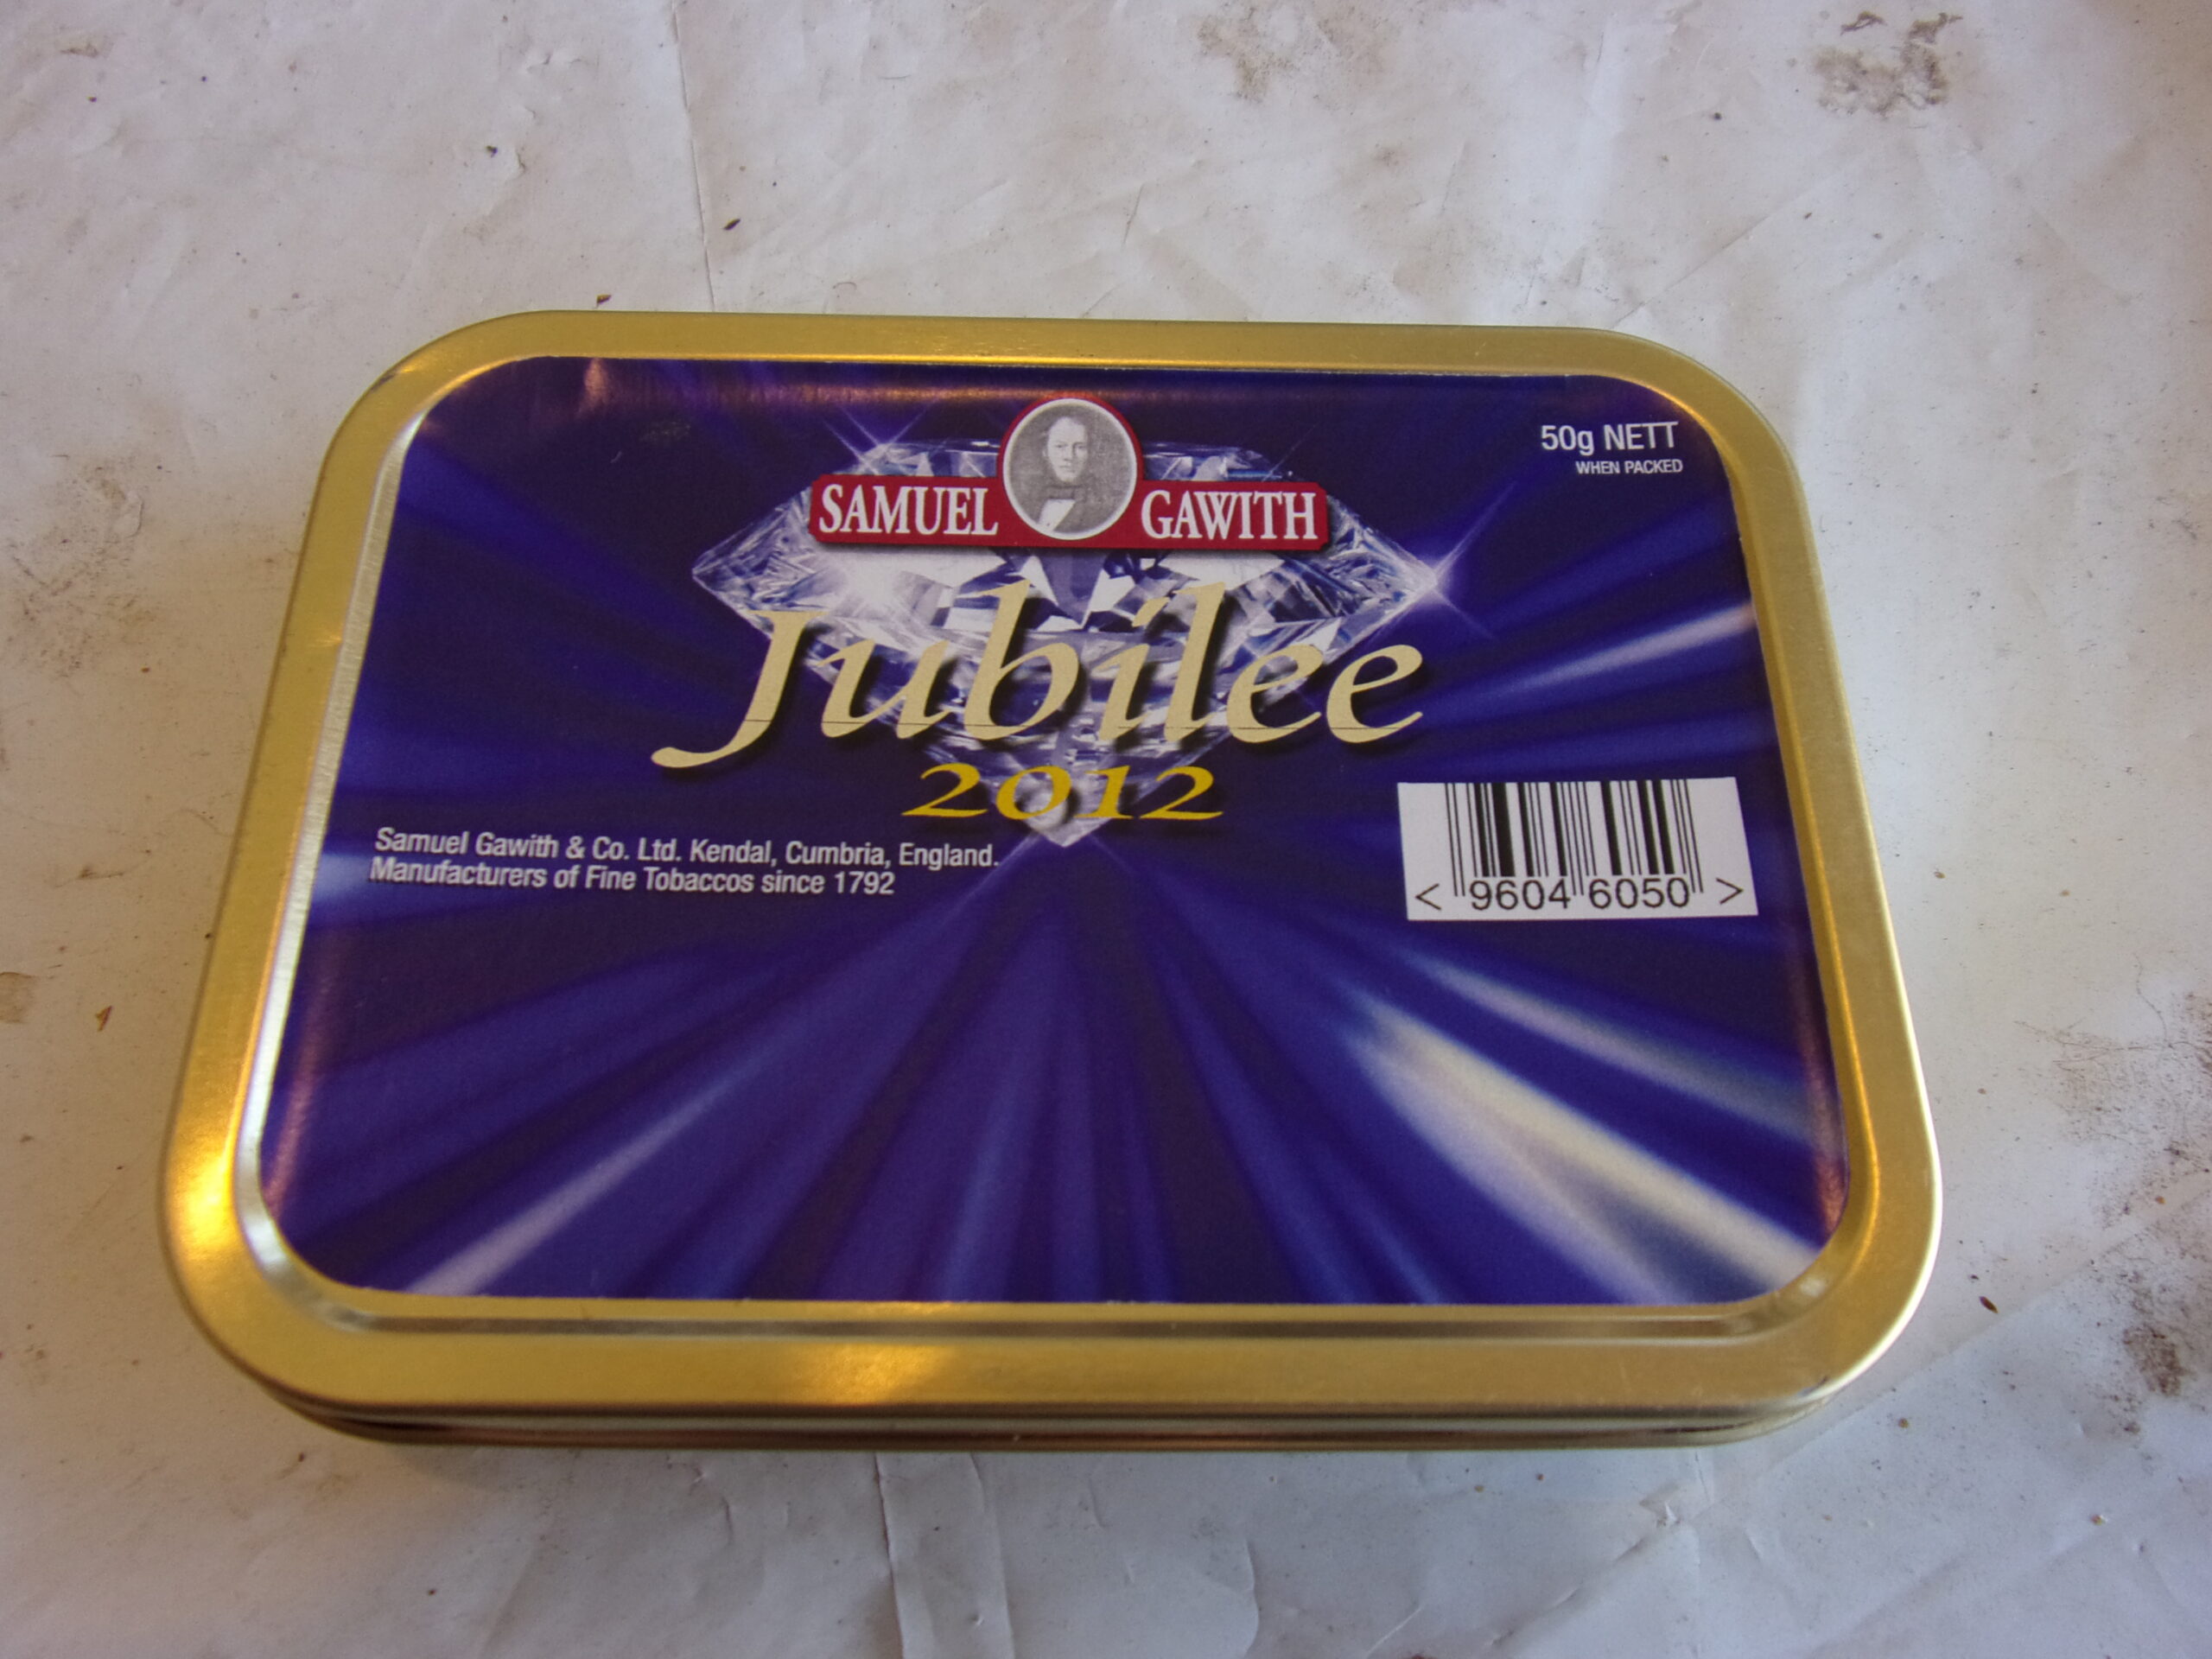 SAMUEL GAWITH
50g NETT
WHEN PACKED
Jubilee
2012
Samuel Gawith & Co. Ltd. Kendal, Cumbria, England.
Manufacturers of Fine Tobaccos since 1792
< 9604 6050 >